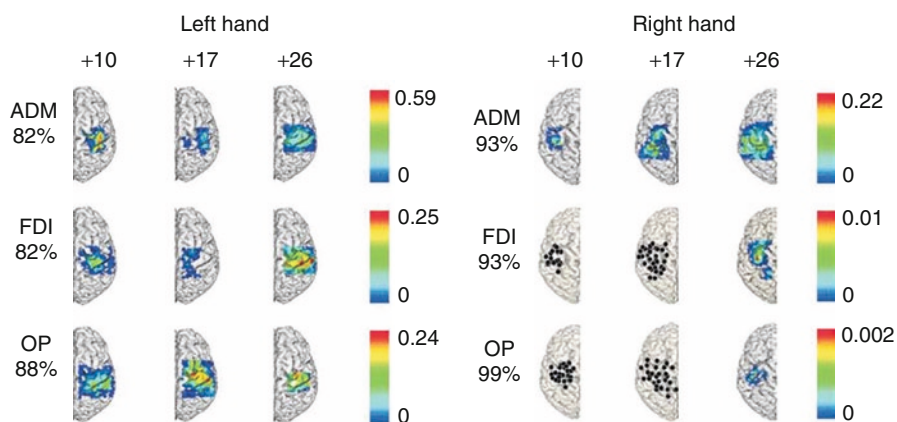 Left hand
+10 +17 +26
ADM
82%
0.59
0
FDI
82%
0.25
0
OP
88%
0.24
0
Right hand
+10 +17 +26
ADM
93%
0.22
0
FDI
93%
0.01
0
OP
99%
0.002
0